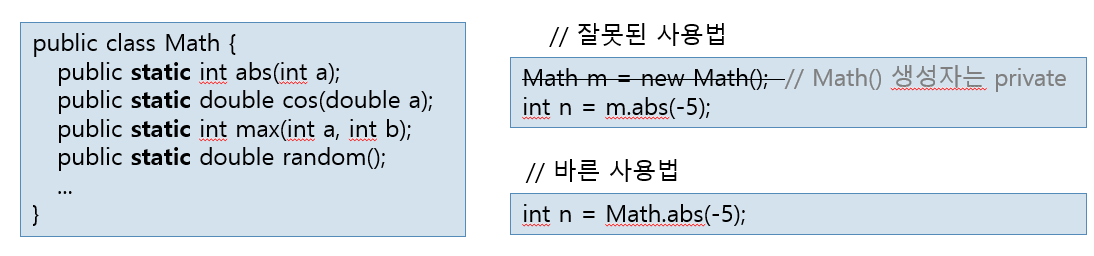 public class Math {
public static int abs(int a);
public static double cos(double a);
public static int max(int a, int b);
public static double random();
...
}
// 잘못된 사용법
Math m = new Math(); // Math() 생성자는 private
int n = m.abs(-5);
// 바른 사용법
int n = Math.abs(-5);